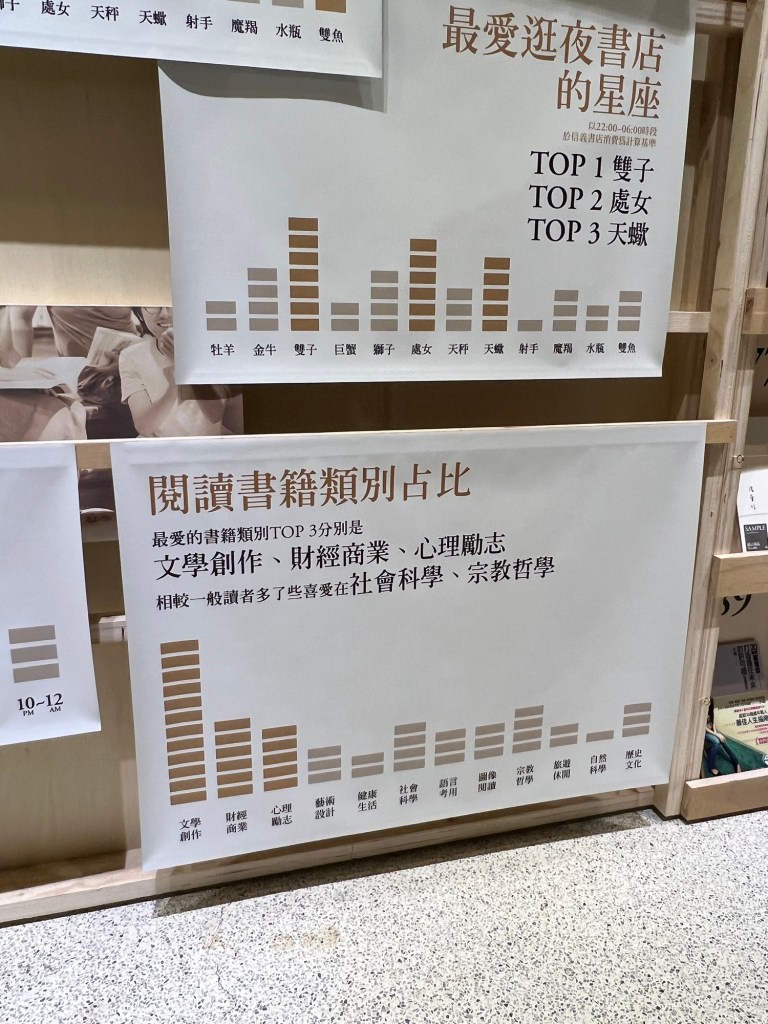 處女 天秤 天蠍 射手 魔羯 水瓶 雙魚
最愛逛夜書店
的星座
以22:00-06:00時段
於信義書店消費為計算基準
TOP 1 雙子
TOP 2 處女
TOP 3 天蠍
牡羊 金牛 雙子 巨蟹 獅子 處女 天秤 天蠍 射手 魔羯 水瓶 雙魚
閱讀書籍類別占比
最愛的書籍類別TOP 3分別是
文學創作、財經商業、心理勵志
相較一般讀者多了些喜愛在社會科學、宗教哲學
文學
創作
財經
商業
心理
勵志
藝術
設計
健康
生活
社會
科學
語言
考用
圖像
閱讀
宗教
哲學
旅遊
休閒
自然
科學
歷史
文化
10~12
PM AM
SAMPLE